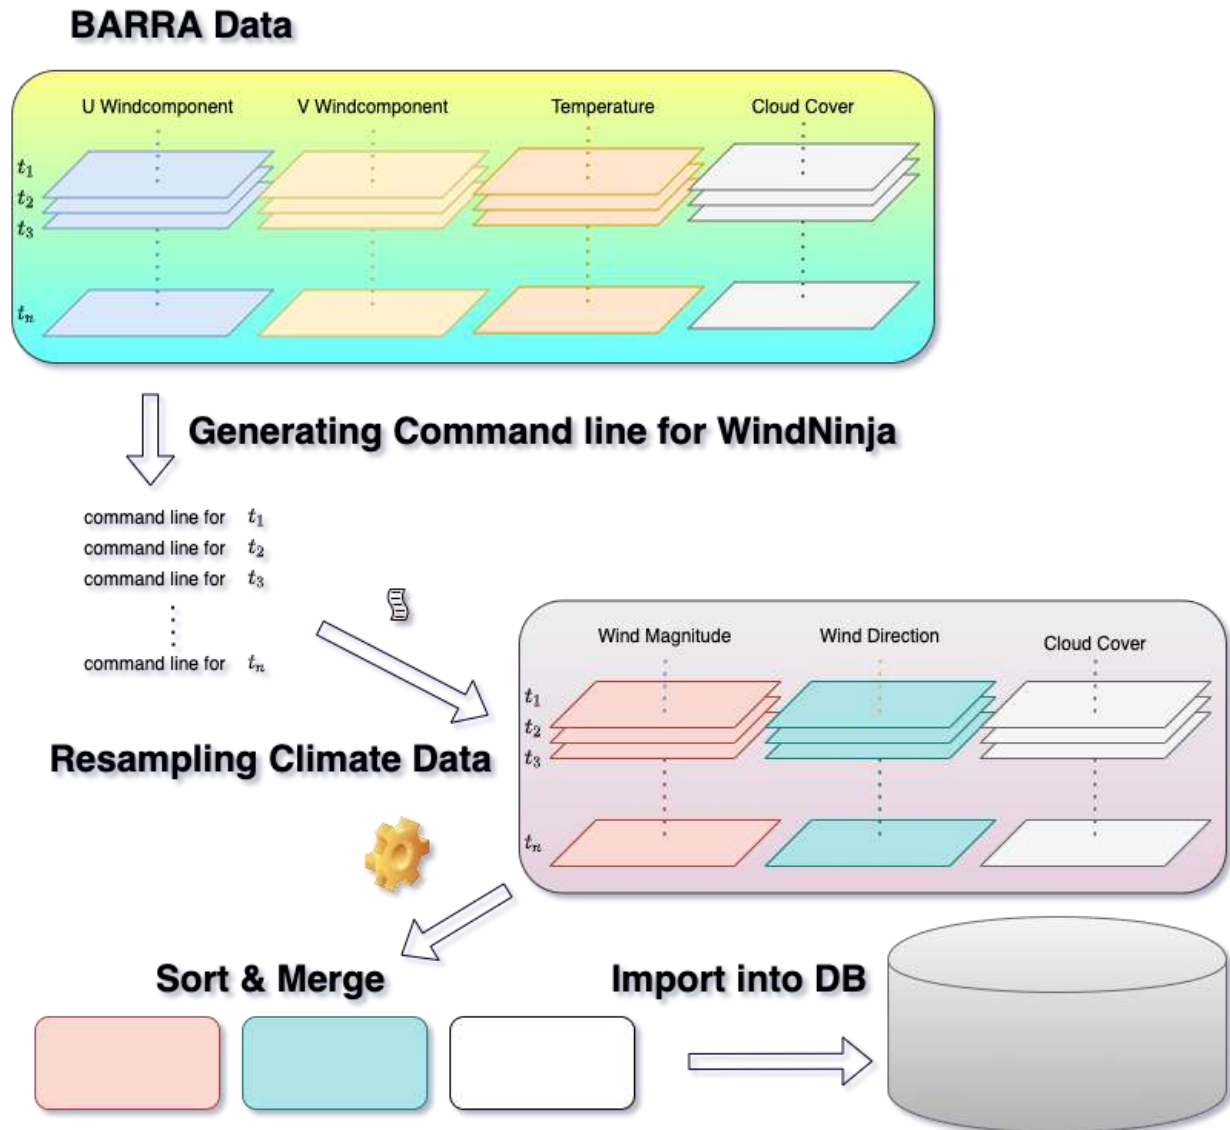 BARRA Data
U Windcomponent V Windcomponent Temperature Cloud Cover
t₁
t₂
t₃
tₙ
Generating Command line for WindNinja
command line for t₁
command line for t₂
command line for t₃
command line for tₙ
Wind Magnitude Wind Direction Cloud Cover
t₁
t₂
t₃
tₙ
Resampling Climate Data
Sort & Merge
Import into DB